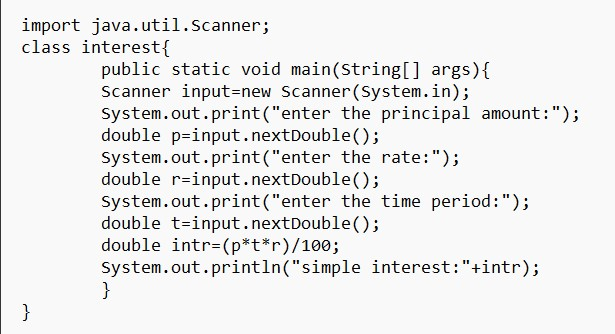 import java.util.Scanner;
class interest{
public static void main(String[] args){
Scanner input=new Scanner(System.in);
System.out.print("enter the principal amount:");
double p=input.nextDouble();
System.out.print("enter the rate:");
double r=input.nextDouble();
System.out.print("enter the time period:");
double t=input.nextDouble();
double intr=(p*t*r)/100;
System.out.println("simple interest:"+intr);
}
}